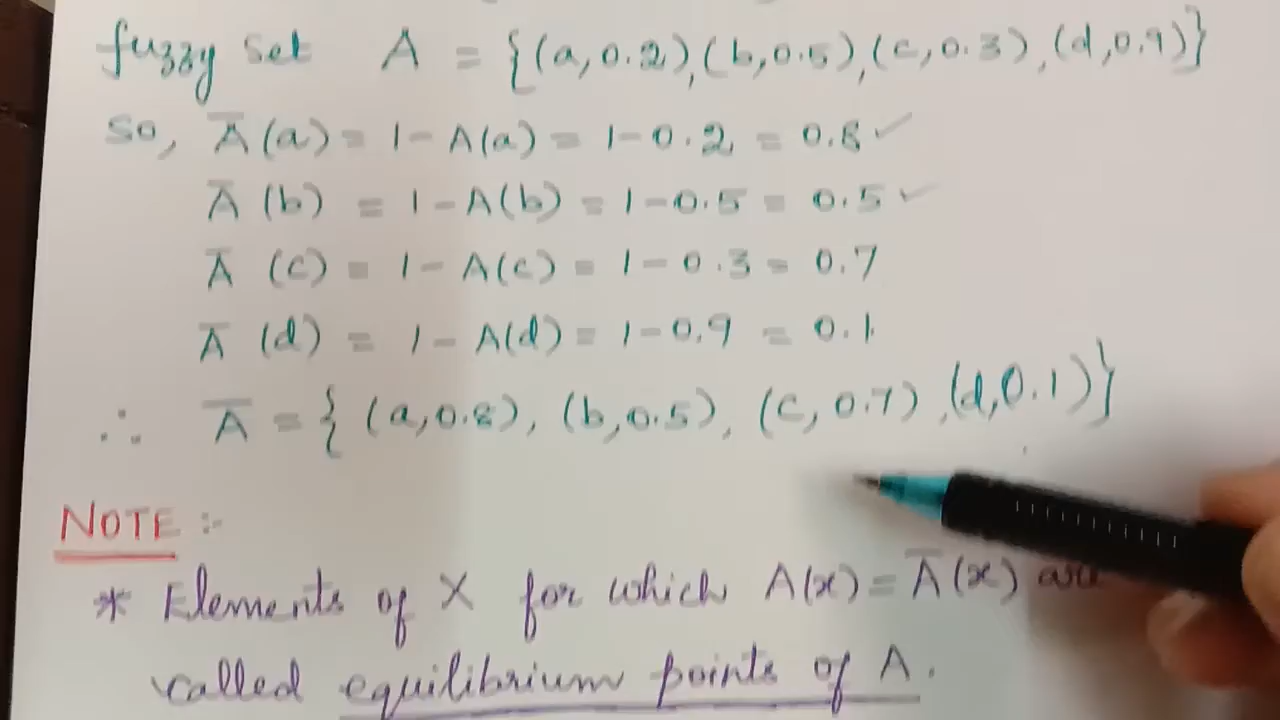 fuzzy set A = {(a,0.2),(b,0.5),(c,0.3),(d,0.9)}
so, A̅(a) = 1-A(a) = 1-0.2 = 0.8 ✓
A̅(b) = 1-A(b) = 1-0.5 = 0.5 ✓
A̅(c) = 1-A(c) = 1-0.3 = 0.7
A̅(d) = 1-A(d) = 1-0.9 = 0.1
∴ A̅ = {(a,0.8), (b,0.5), (c,0.7), (d,0.1)}
NOTE :-
* Elements of X for which A(x) = A̅(x) are
called equilibrium points of A.